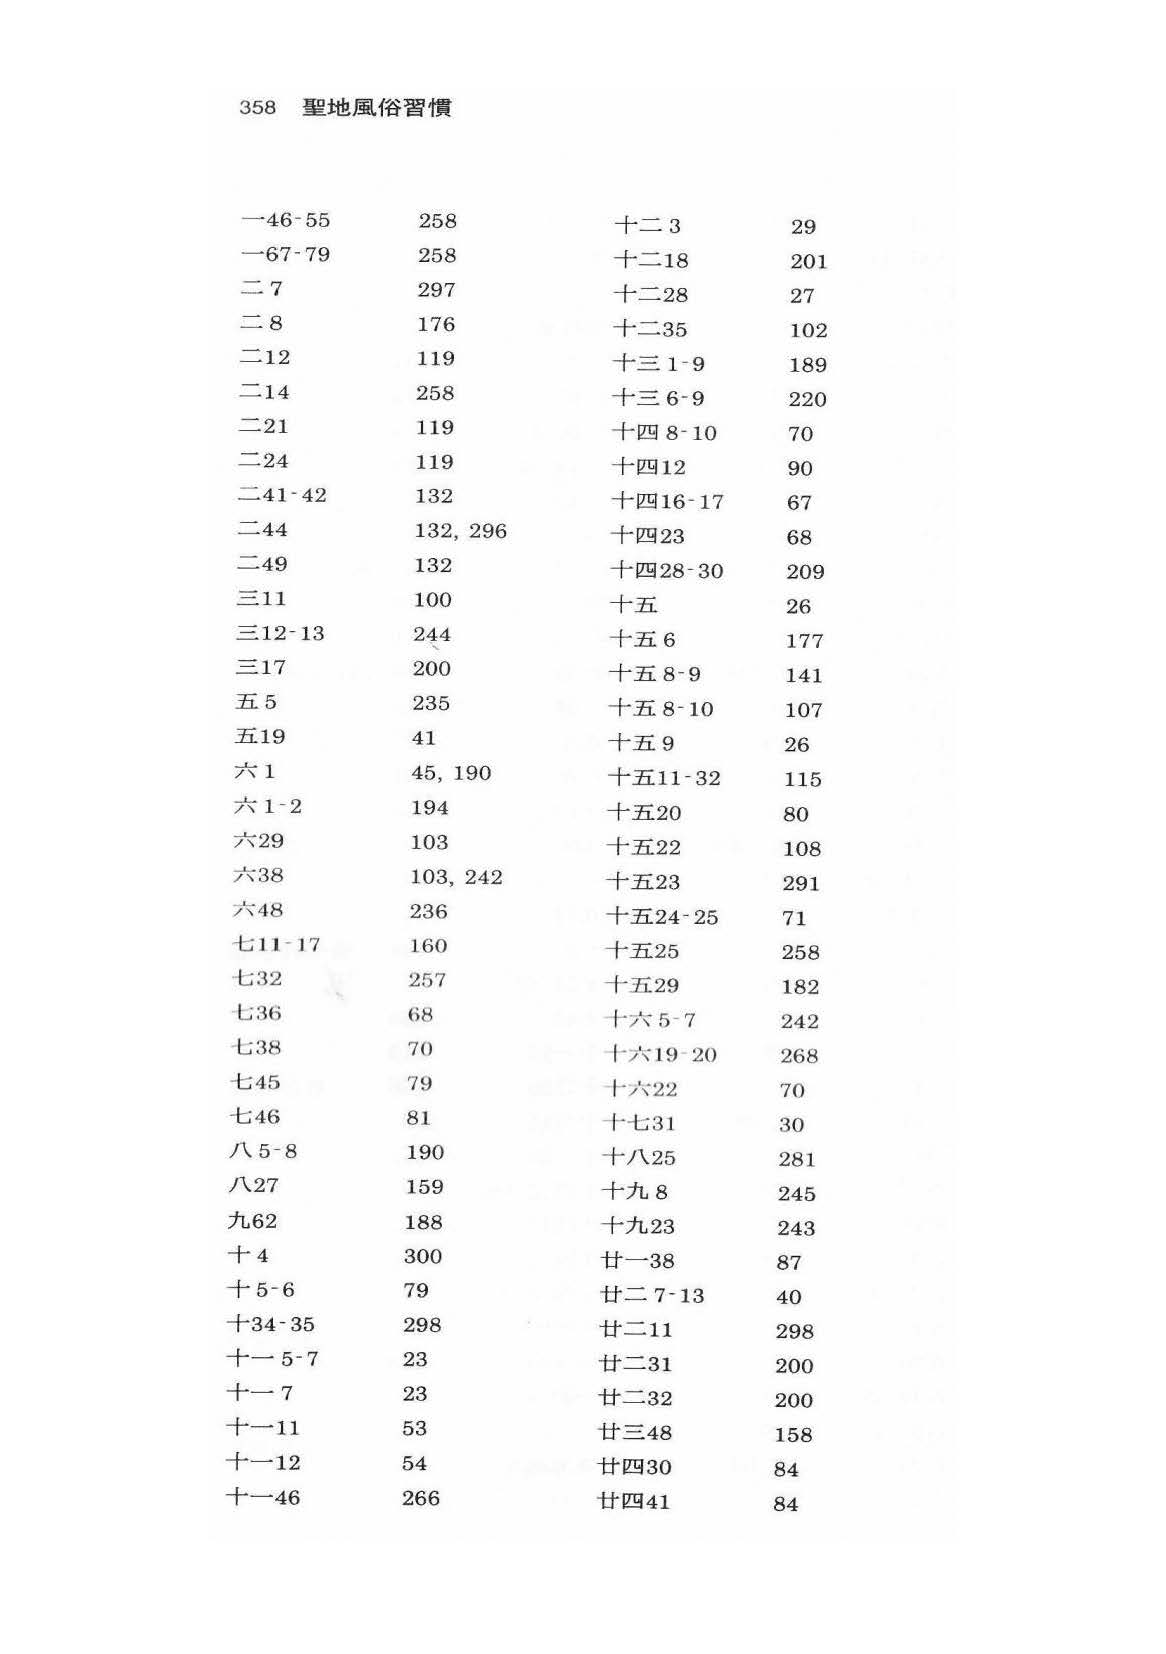 358 聖地風俗習慣
一46-55 258
一67-79 258
二 7 297
二 8 176
二12 119
二14 258
二21 119
二24 119
二41-42 132
二44 132, 296
二49 132
三11 100
三12-13 244
三17 200
五 5 235
五19 41
六 1 45, 190
六 1-2 194
六29 103
六38 103, 242
六48 236
七11-17 160
七32 257
七36 68
七38 70
七45 79
七46 81
八 5-8 190
八27 159
九62 188
十 4 300
十 5-6 79
十34-35 298
十一 5-7 23
十一 7 23
十一11 53
十一12 54
十一46 266
十二 3 29
十二18 201
十二28 27
十二35 102
十三 1-9 189
十三 6-9 220
十四 8-10 70
十四12 90
十四16-17 67
十四23 68
十四28-30 209
十五 26
十五 6 177
十五 8-9 141
十五 8-10 107
十五 9 26
十五11-32 115
十五20 80
十五22 108
十五23 291
十五24-25 71
十五25 258
十五29 182
十六 5-7 242
十六19-20 268
十六22 70
十七31 30
十八25 281
十九 8 245
十九23 243
廿一38 87
廿二 7-13 40
廿二11 298
廿二31 200
廿二32 200
廿三48 158
廿四30 84
廿四41 84